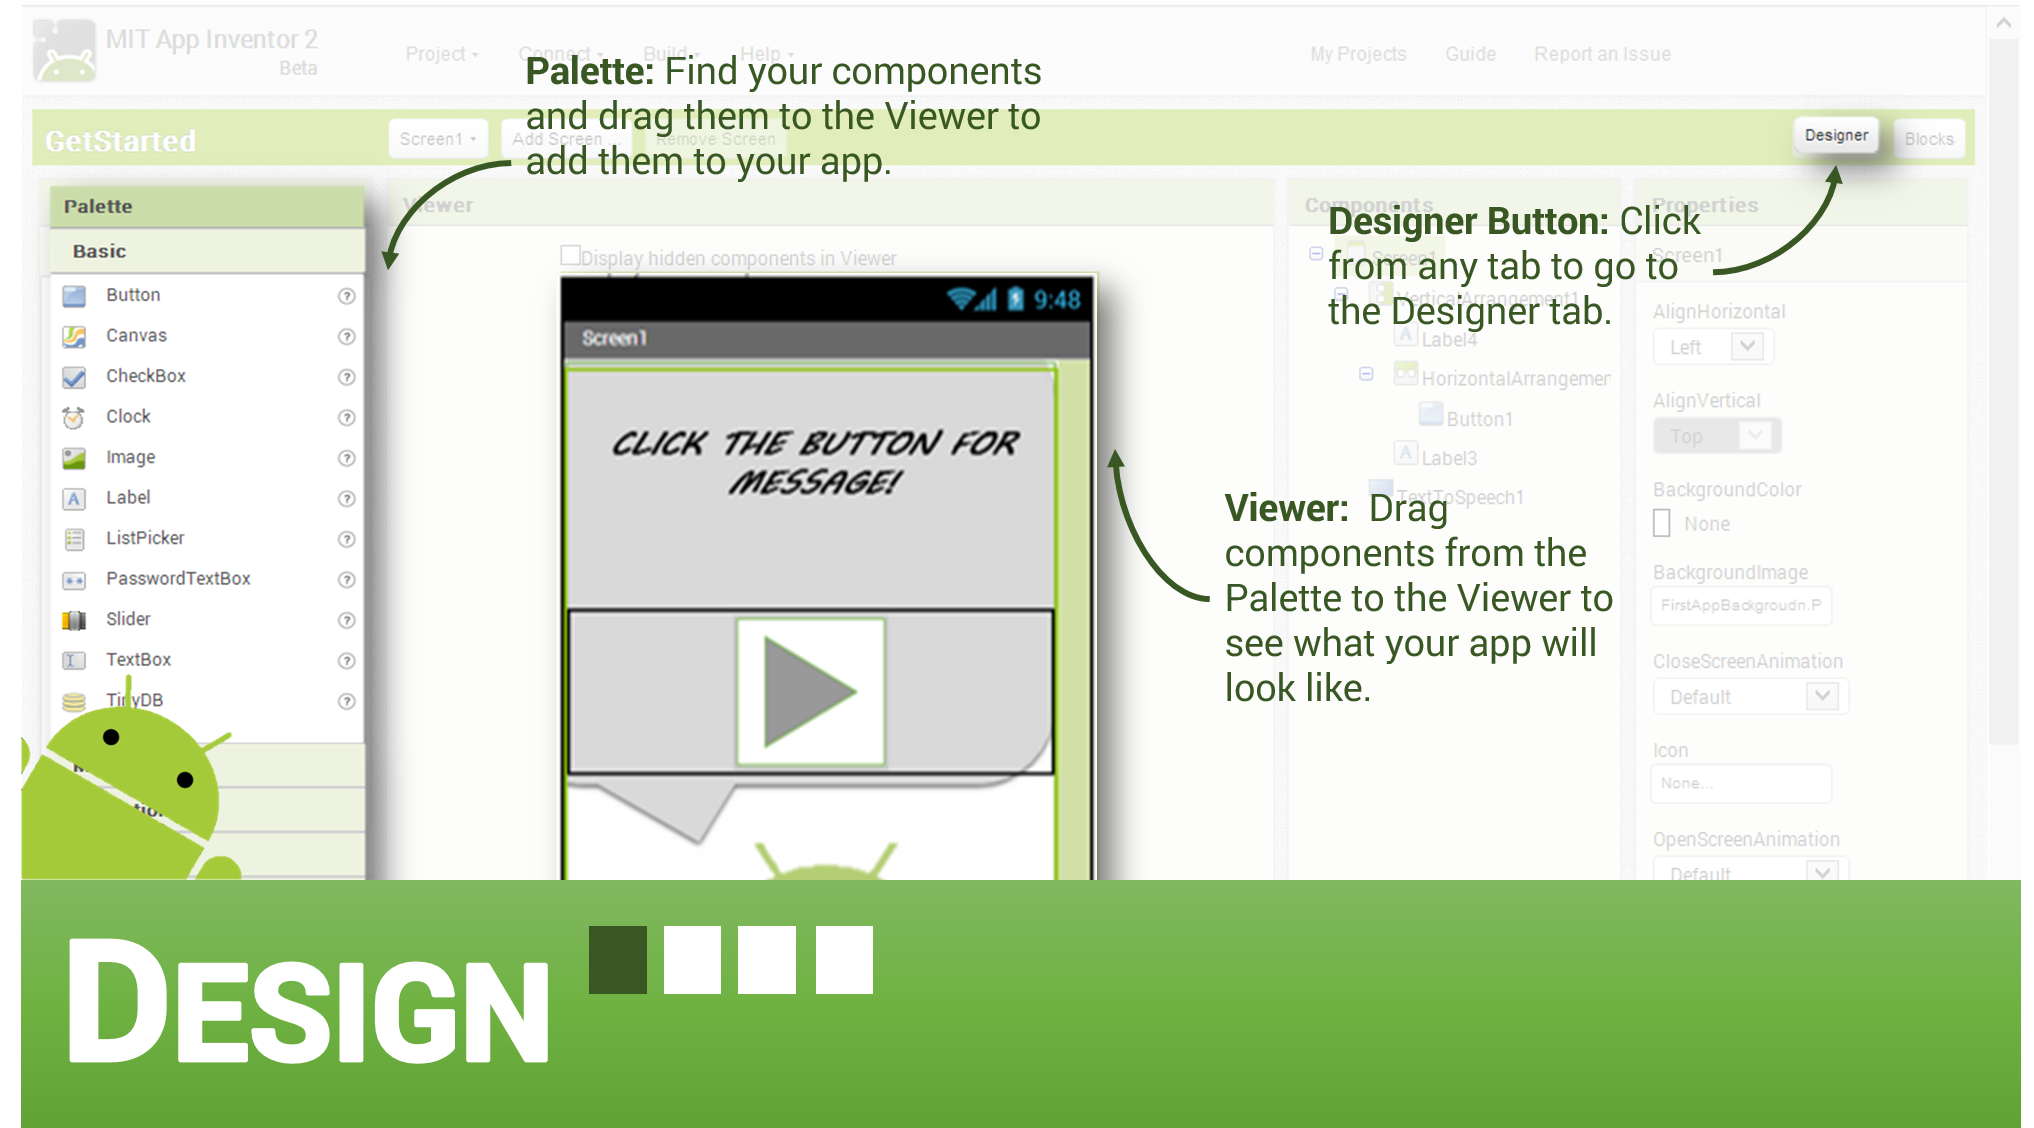 MIT App Inventor 2
Beta
Project
Connect
Build
Help
My Projects
Guide
Report an Issue
Palette: Find your components
and drag them to the Viewer to
add them to your app.
GetStarted
Screen1
Add Screen ...
Remove Screen
Designer
Blocks
Palette
Basic
Button
Canvas
CheckBox
Clock
Image
Label
ListPicker
PasswordTextBox
Slider
TextBox
TinyDB
Viewer
Display hidden components in Viewer
9:48
Screen1
CLICK THE BUTTON FOR
MESSAGE!
Components
Screen1
VerticalArrangement1
Label4
HorizontalArrangemen
Button1
Label3
TextToSpeech1
Designer Button: Click
from any tab to go to
the Designer tab.
Viewer: Drag
components from the
Palette to the Viewer to
see what your app will
look like.
Properties
Screen1
AlignHorizontal
Left
AlignVertical
Top
BackgroundColor
None
BackgroundImage
FirstAppBackgroudn.P
CloseScreenAnimation
Default
Icon
None...
OpenScreenAnimation
Default
DESIGN